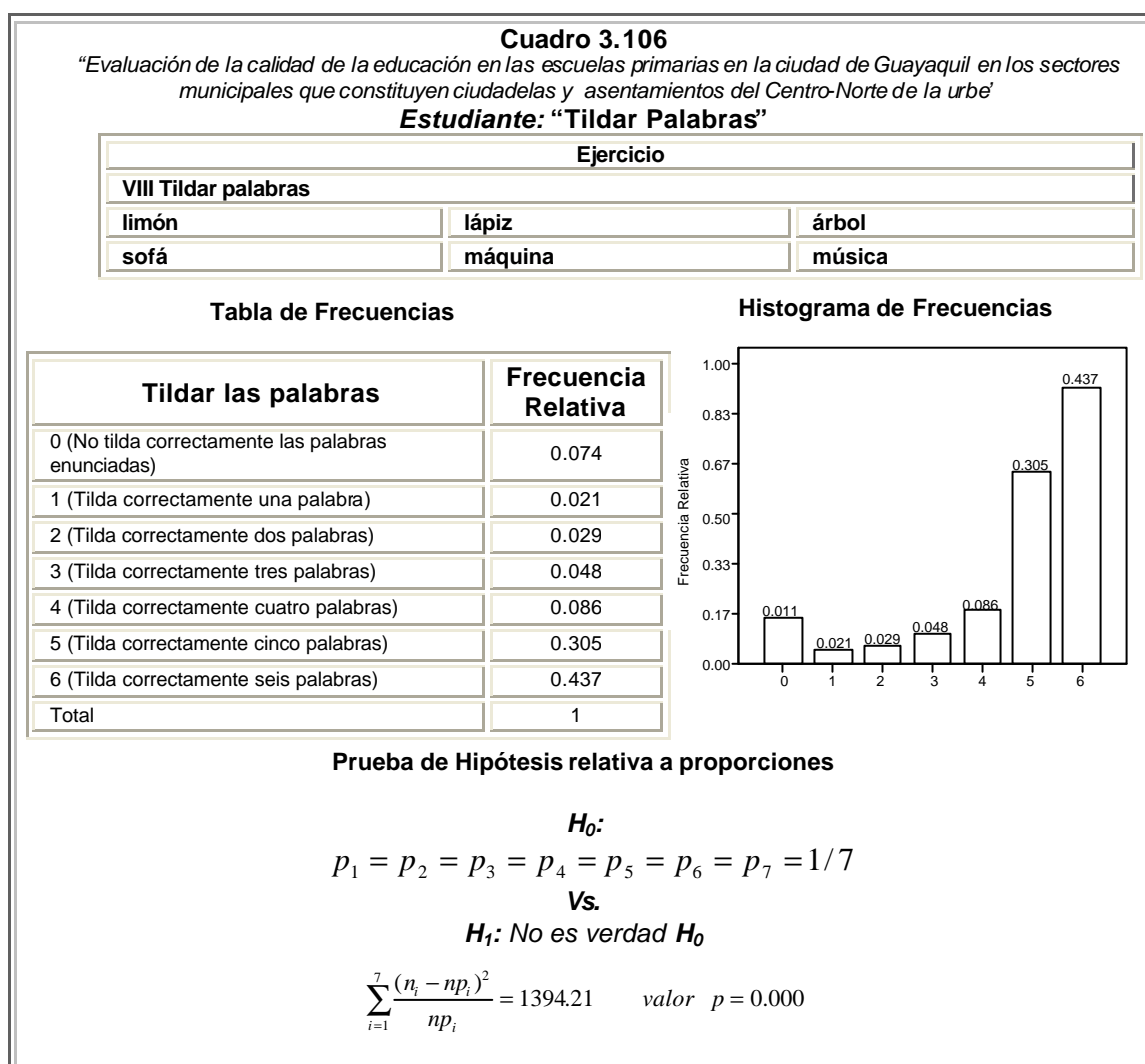 Cuadro 3.106
“Evaluación de la calidad de la educación en las escuelas primarias en la ciudad de Guayaquil en los sectores
municipales que constituyen ciudadelas y asentamientos del Centro-Norte de la urbe’
Estudiante: “Tildar Palabras”
Ejercicio
VIII Tildar palabras
limón lápiz árbol
sofá máquina música
Tabla de Frecuencias
Tildar las palabras Frecuencia
Relativa
0 (No tilda correctamente las palabras
enunciadas) 0.074
1 (Tilda correctamente una palabra) 0.021
2 (Tilda correctamente dos palabras) 0.029
3 (Tilda correctamente tres palabras) 0.048
4 (Tilda correctamente cuatro palabras) 0.086
5 (Tilda correctamente cinco palabras) 0.305
6 (Tilda correctamente seis palabras) 0.437
Total 1
Histograma de Frecuencias
Frecuencia Relativa
1.00
0.83
0.67
0.50
0.33
0.17
0.00
0.011 0.021 0.029 0.048 0.086 0.305 0.437
0 1 2 3 4 5 6
Prueba de Hipótesis relativa a proporciones
H₀:
p₁ = p₂ = p₃ = p₄ = p₅ = p₆ = p₇ = 1/7
Vs.
H₁: No es verdad H₀
∑ᵢ₌₁⁷ (nᵢ − npᵢ)² / npᵢ = 1394.21 valor p = 0.000